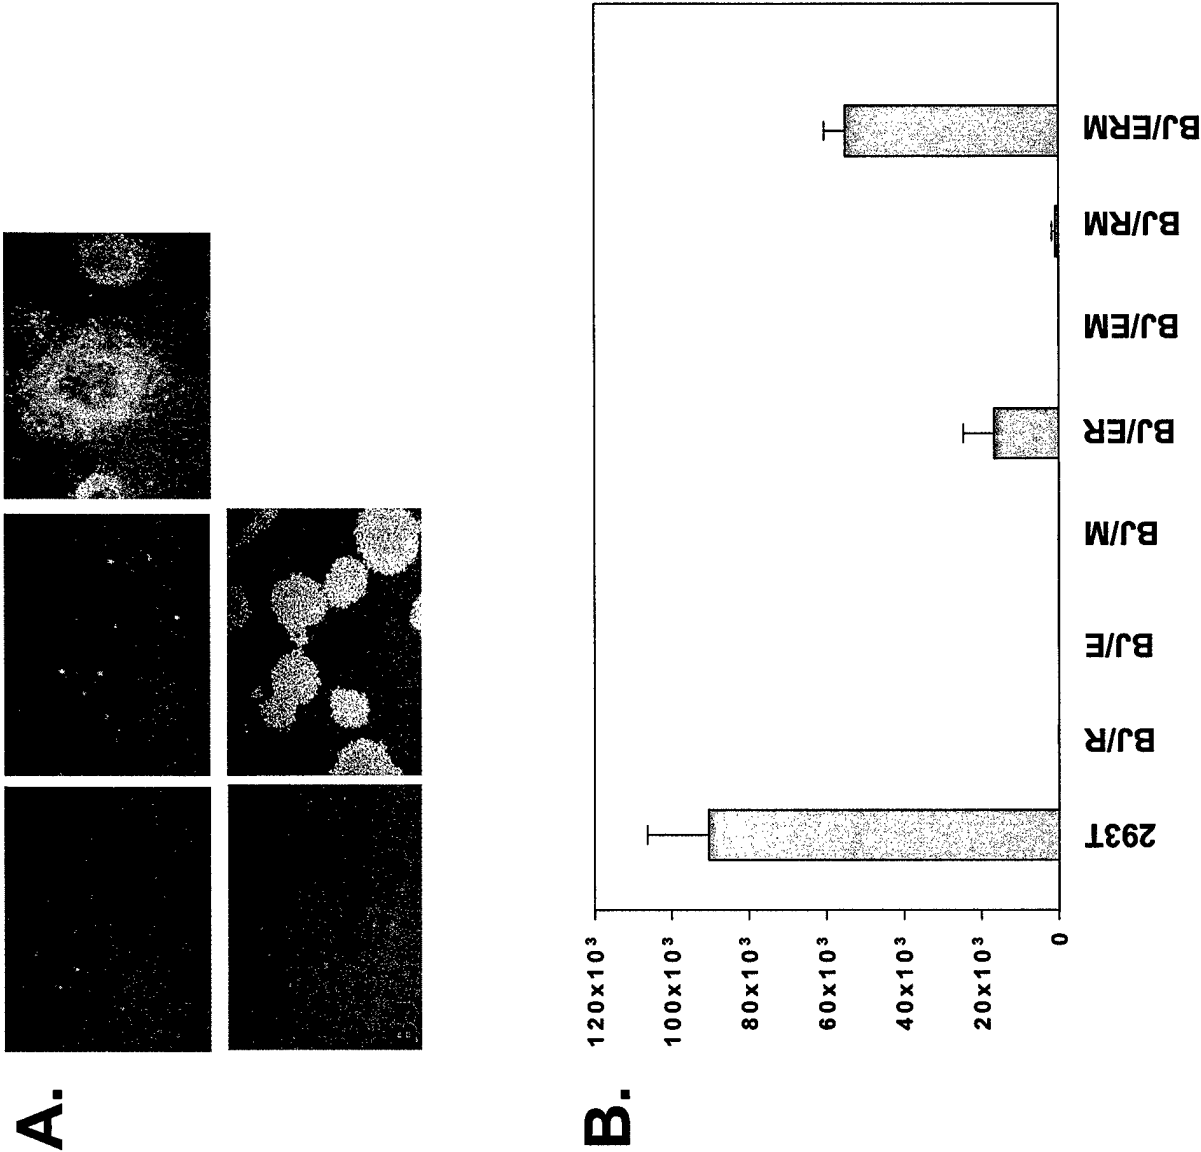 A.
B.
120x10³
100x10³
80x10³
60x10³
40x10³
20x10³
0
293T
BJ/R
BJ/E
BJ/M
BJ/ER
BJ/EM
BJ/RM
BJ/ERM